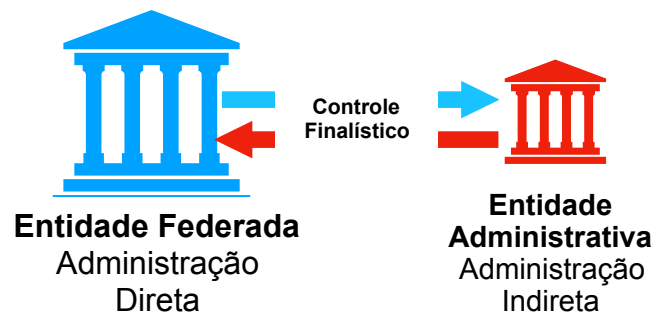 Controle
Finalístico
Entidade Federada
Administração
Direta
Entidade
Administrativa
Administração
Indireta